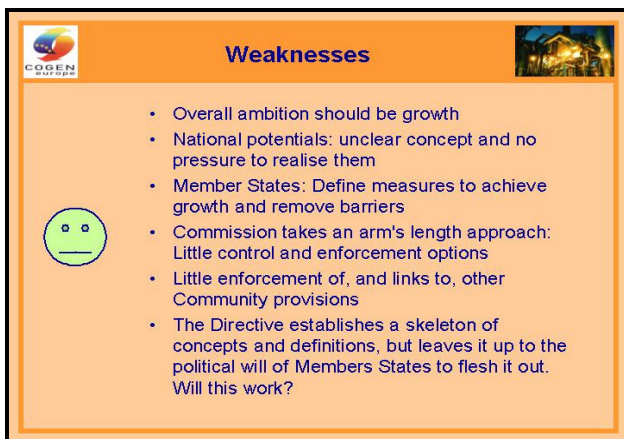 COGEN
europe
Weaknesses
• Overall ambition should be growth
• National potentials: unclear concept and no
pressure to realise them
• Member States: Define measures to achieve
growth and remove barriers
• Commission takes an arm's length approach:
Little control and enforcement options
• Little enforcement of, and links to, other
Community provisions
• The Directive establishes a skeleton of
concepts and definitions, but leaves it up to the
political will of Members States to flesh it out.
Will this work?